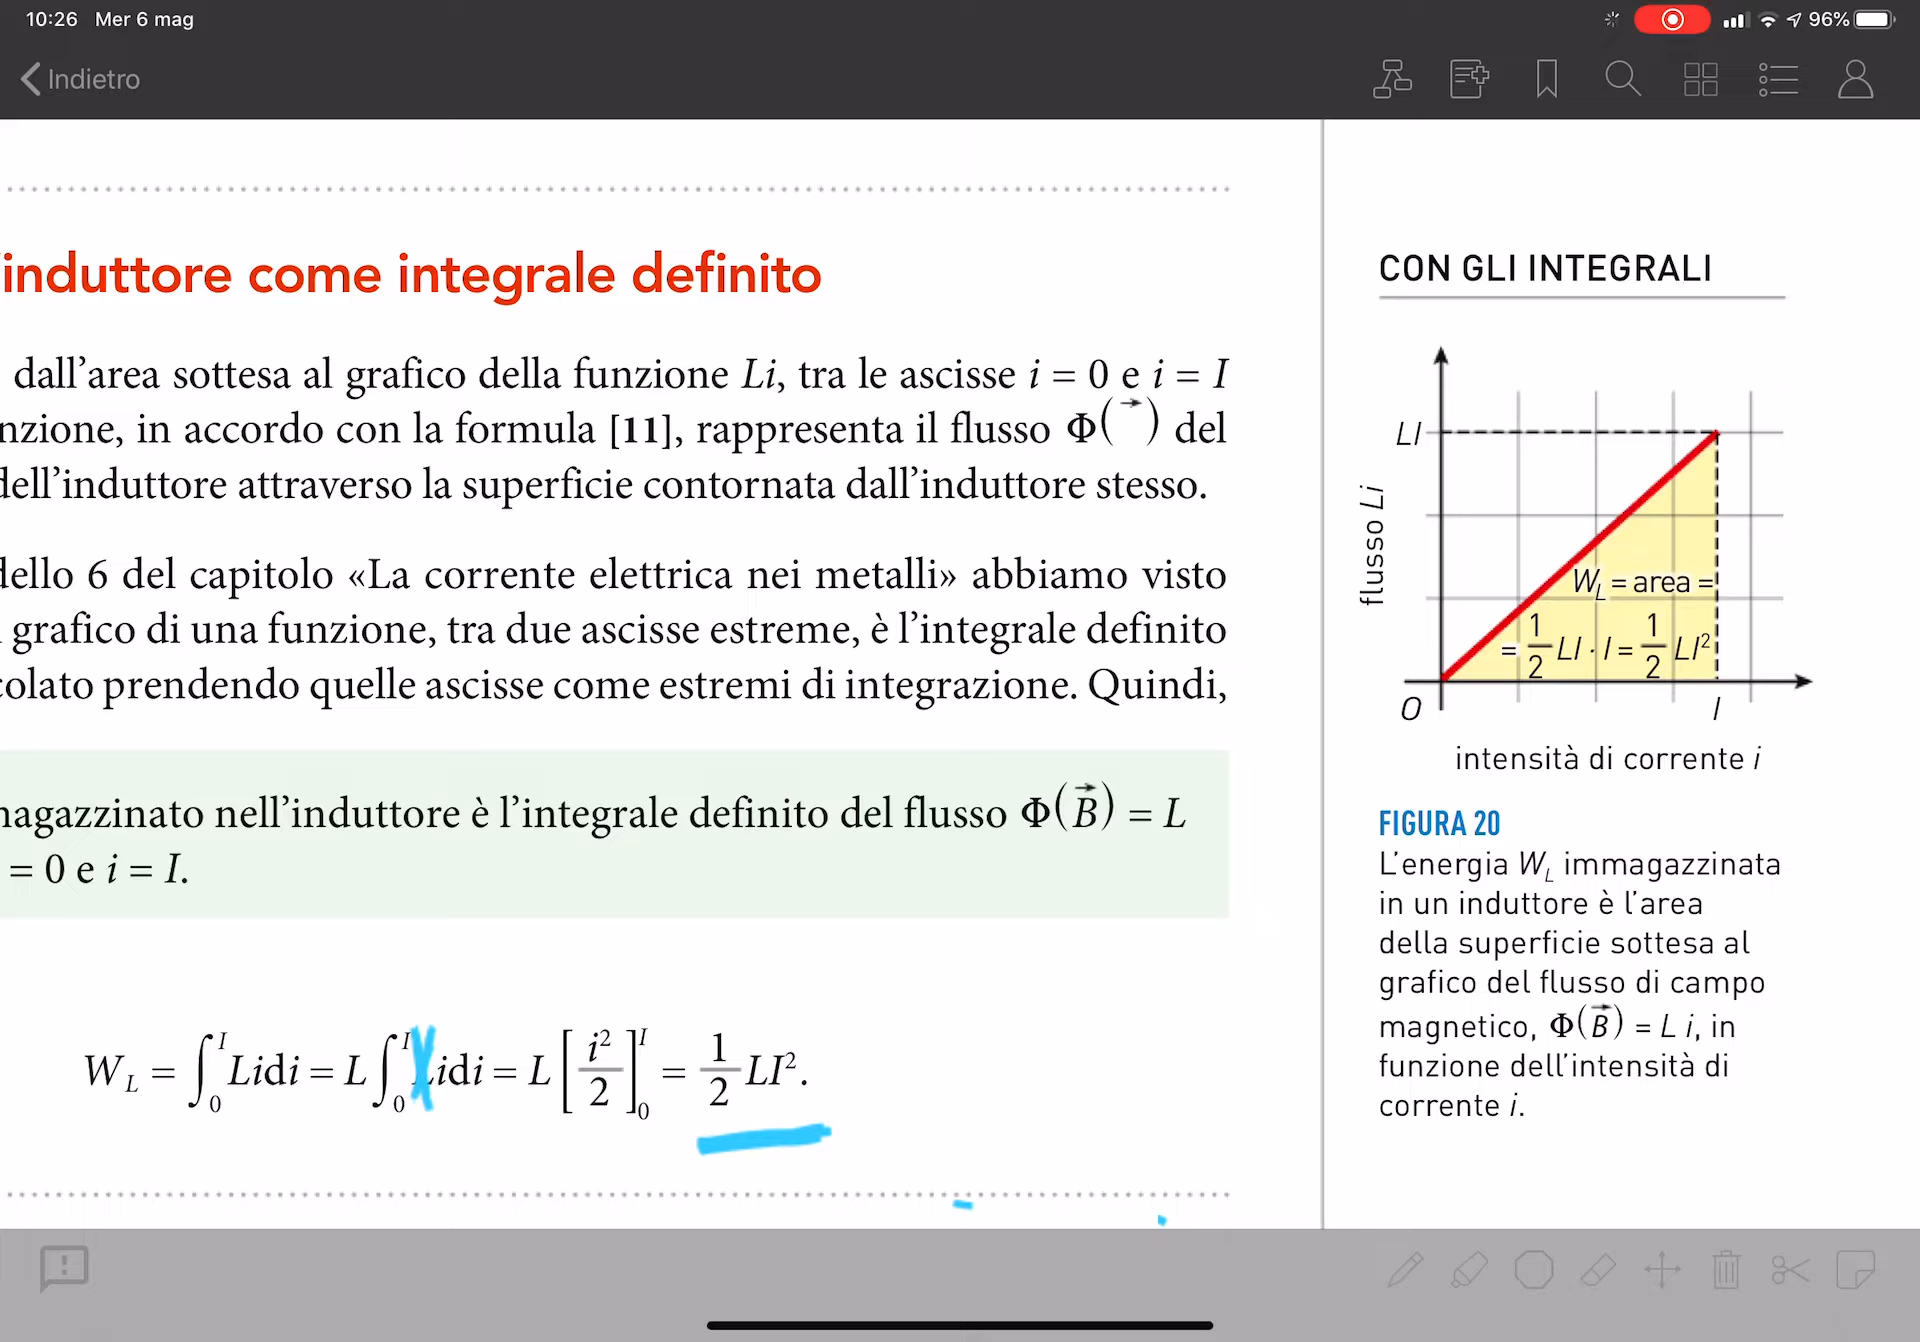 10:26 Mer 6 mag
96%
Indietro
'induttore come integrale definito
dall'area sottesa al grafico della funzione Li, tra le ascisse i = 0 e i = I
nzione, in accordo con la formula [11], rappresenta il flusso Φ(→) del
dell'induttore attraverso la superficie contornata dall'induttore stesso.
dello 6 del capitolo «La corrente elettrica nei metalli» abbiamo visto
grafico di una funzione, tra due ascisse estreme, è l'integrale definito
colato prendendo quelle ascisse come estremi di integrazione. Quindi,
magazzinato nell'induttore è l'integrale definito del flusso Φ(B⃗) = L
= 0 e i = I.
W_L = ∫₀ᴵ Lidi = L ∫₀ᴵ Lidi = L [i²/2]₀ᴵ = 1/2 LI².
CON GLI INTEGRALI
LI
flusso Li
W_L = area =
= 1/2 LI · I = 1/2 LI²
O
I
intensità di corrente i
FIGURA 20
L'energia W_L immagazzinata
in un induttore è l'area
della superficie sottesa al
grafico del flusso di campo
magnetico, Φ(B⃗) = L i, in
funzione dell'intensità di
corrente i.